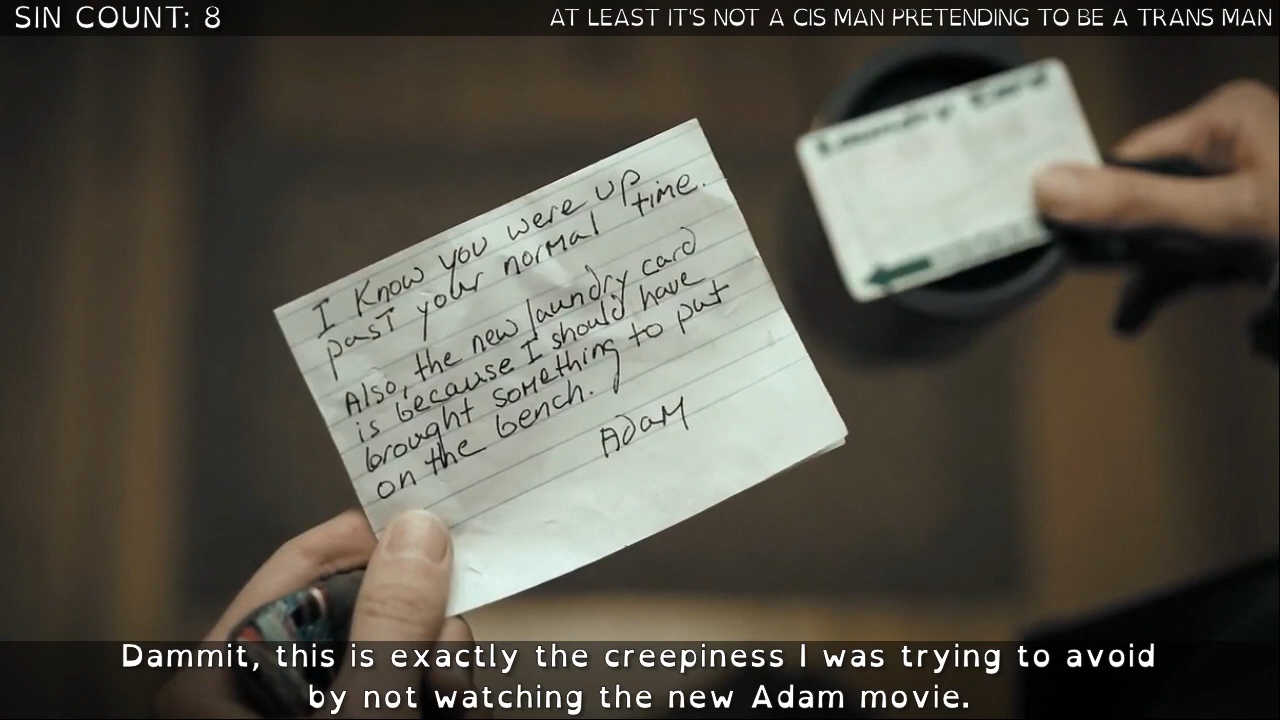 SIN COUNT: 8
AT LEAST IT'S NOT A CIS MAN PRETENDING TO BE A TRANS MAN
Laundry Card
I Know you were up
past your normal time.
Also, the new laundry card
is because I should have
brought something to put
on the bench.
Adam
Dammit, this is exactly the creepiness I was trying to avoid
by not watching the new Adam movie.